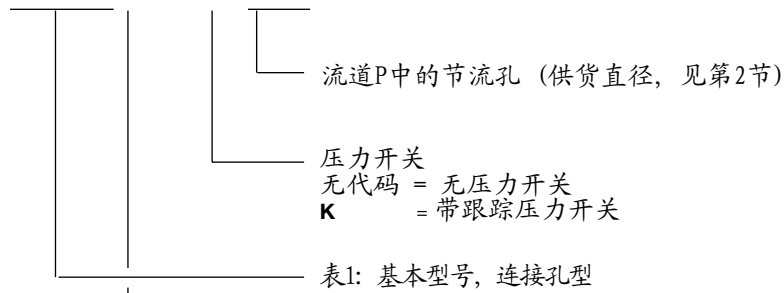 流道P中的节流孔 (供货直径, 见第2节)
压力开关
无代码 = 无压力开关
K = 带跟踪压力开关
表1: 基本型号, 连接孔型